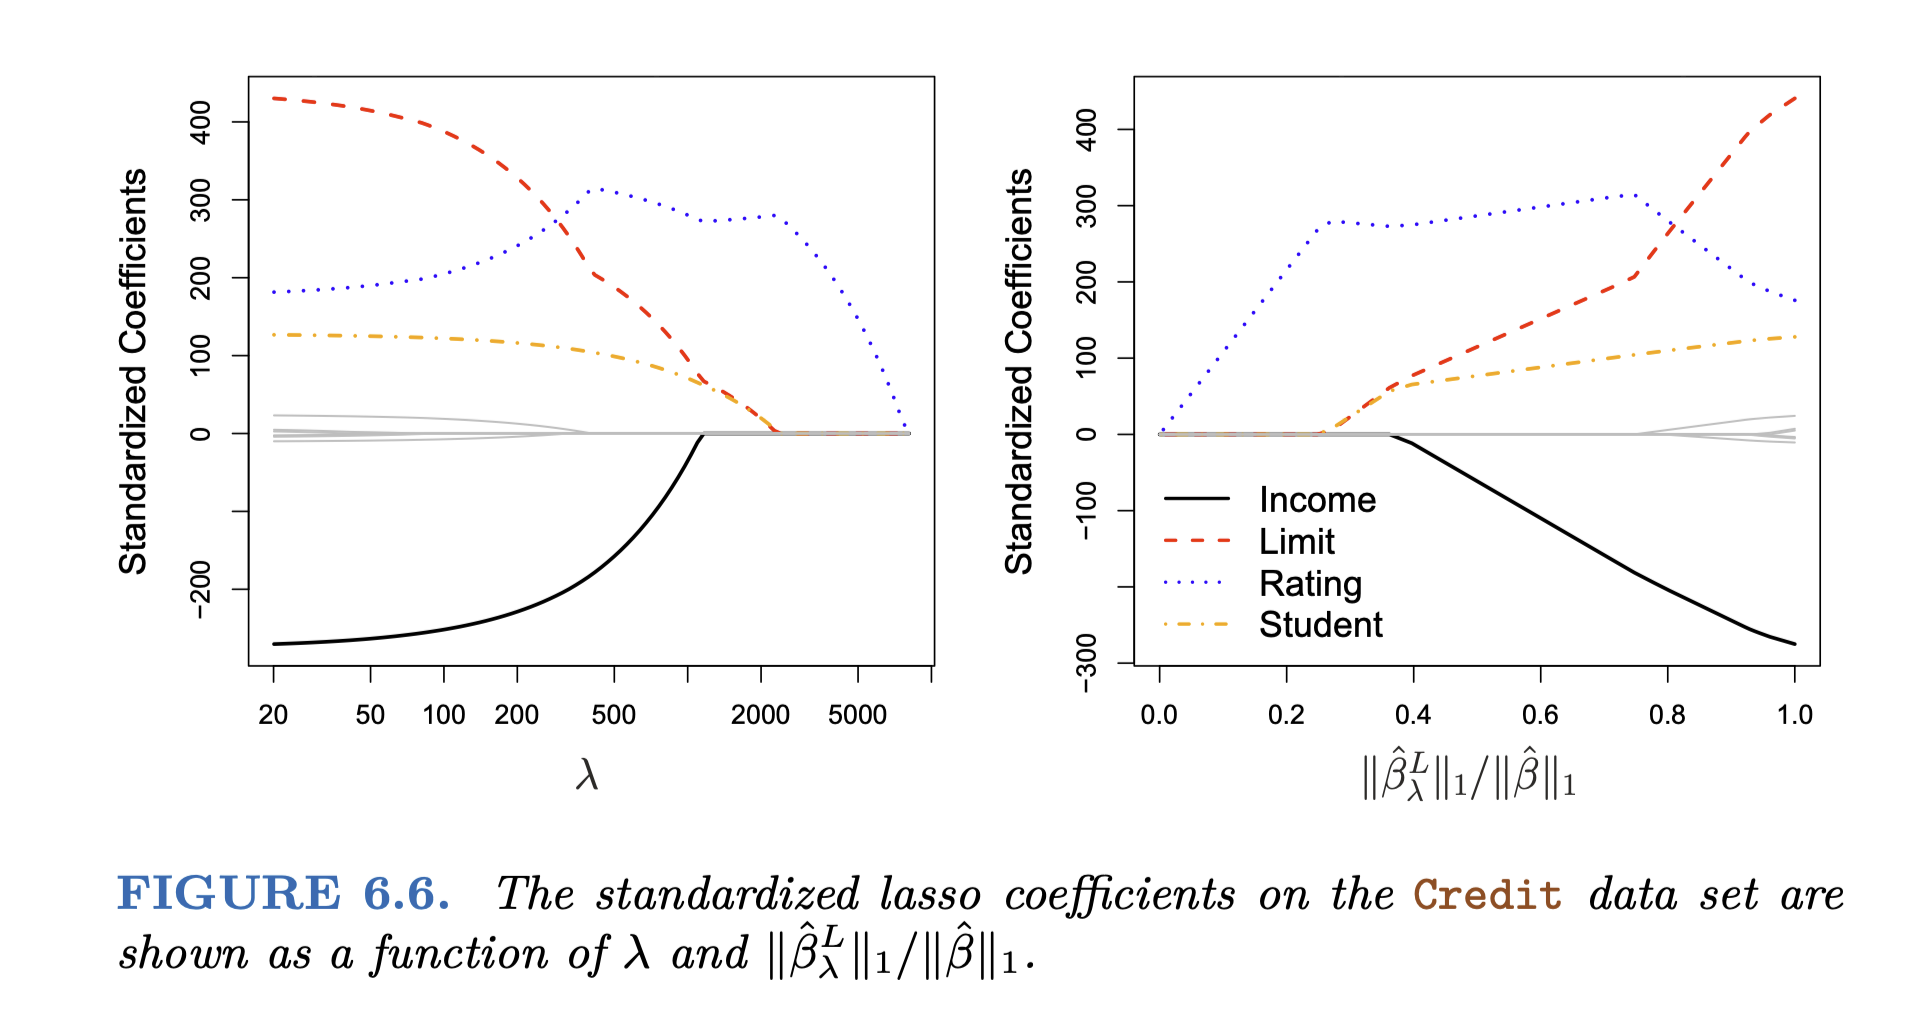 Standardized Coefficients
400
300
200
100
0
−200
20 50 100 200 500 2000 5000
λ
Standardized Coefficients
400
300
200
100
0
−100
−300
Income
Limit
Rating
Student
0.0 0.2 0.4 0.6 0.8 1.0
‖β̂λᴸ‖₁/‖β̂‖₁
FIGURE 6.6. The standardized lasso coefficients on the Credit data set are
shown as a function of λ and ‖β̂λᴸ‖₁/‖β̂‖₁.